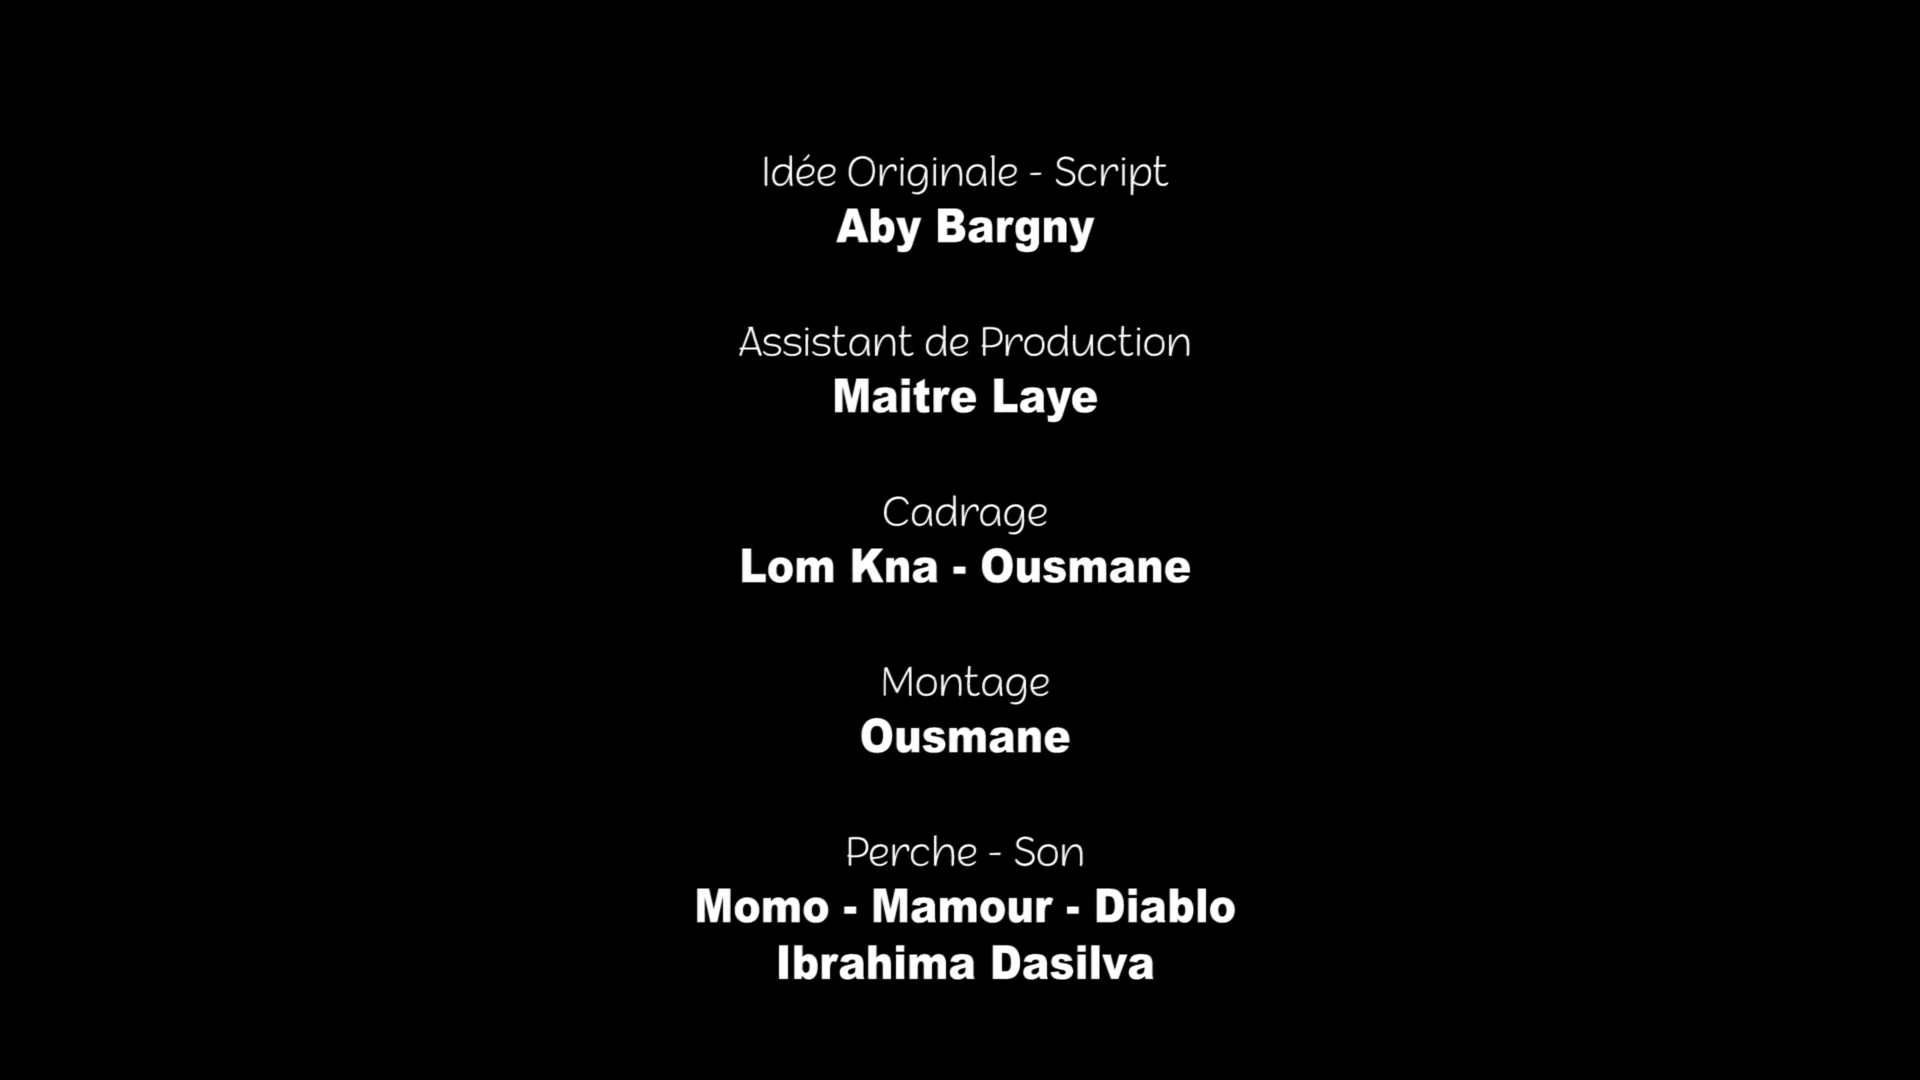 Idée Originale - Script
Aby Bargny
Assistant de Production
Maitre Laye
Cadrage
Lom Kna - Ousmane
Montage
Ousmane
Perche - Son
Momo - Mamour - Diablo
Ibrahima Dasilva